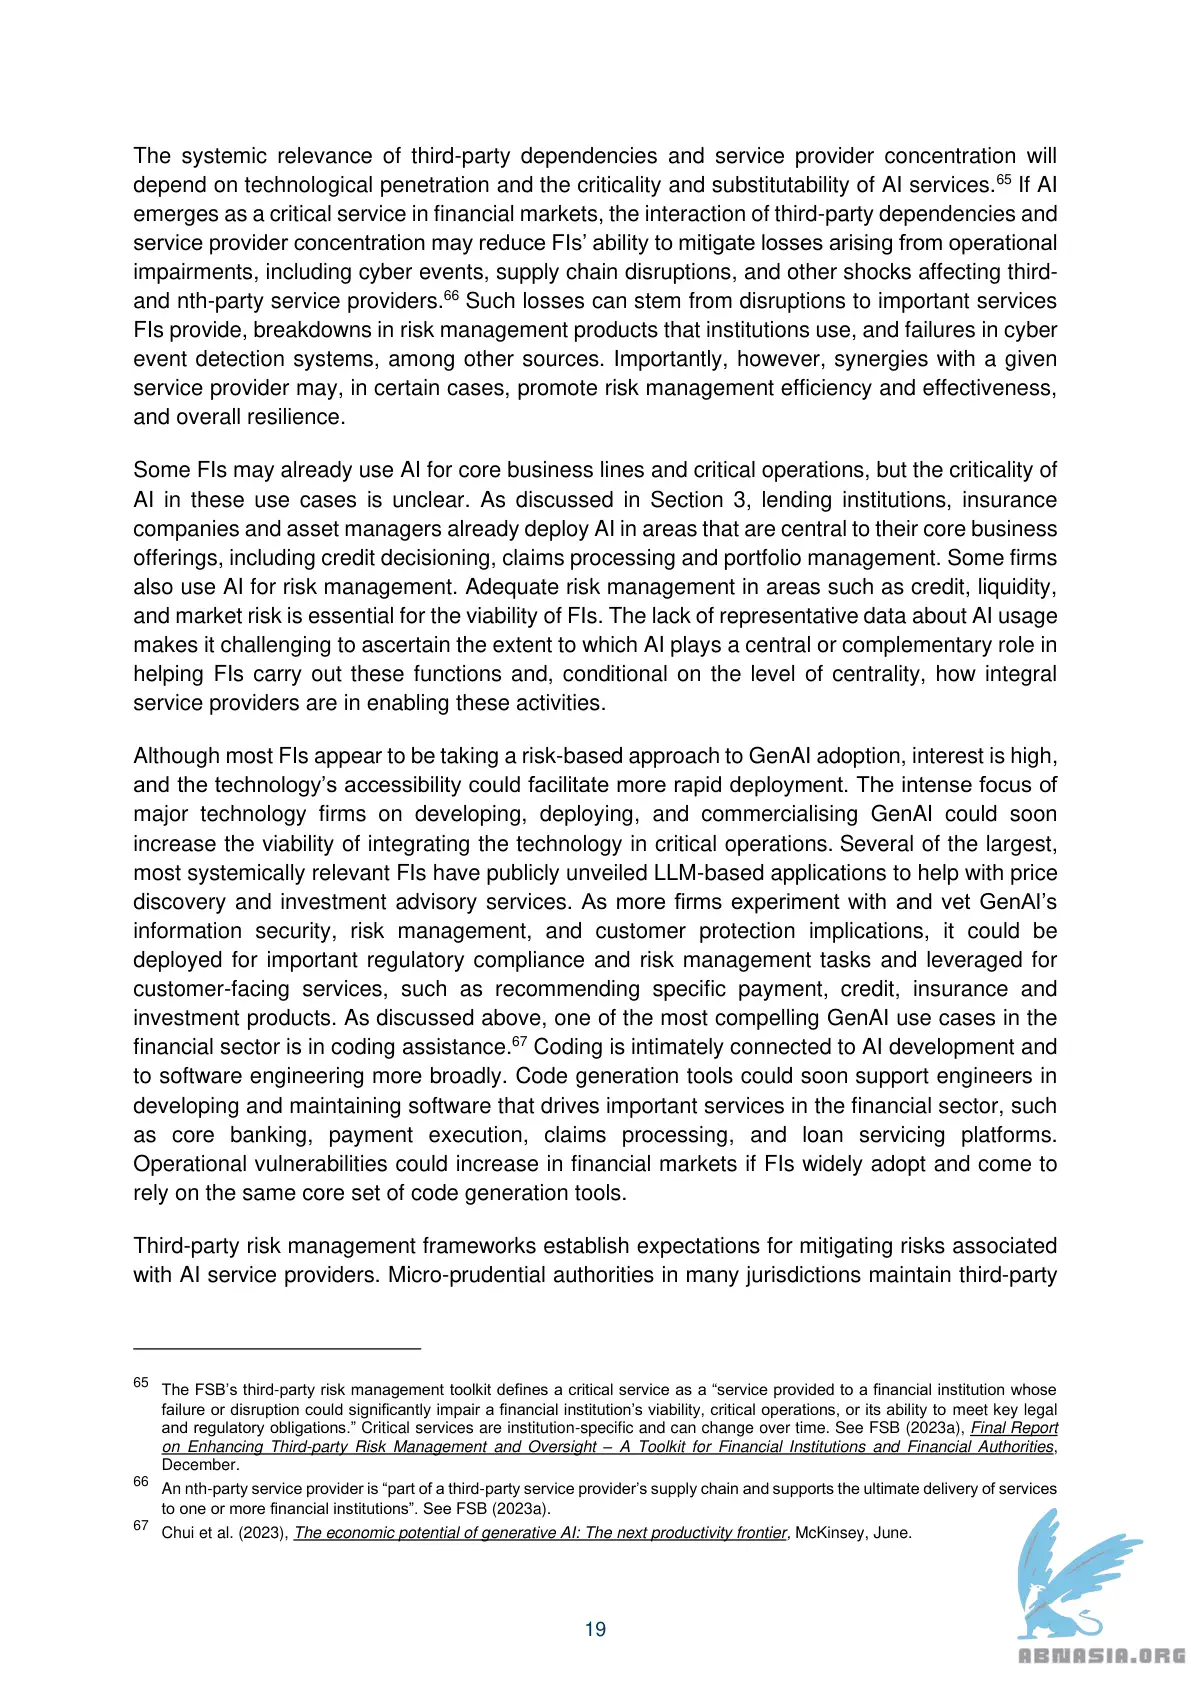 The systemic relevance of third-party dependencies and service provider concentration will
depend on technological penetration and the criticality and substitutability of AI services.65 If AI
emerges as a critical service in financial markets, the interaction of third-party dependencies and
service provider concentration may reduce FIs’ ability to mitigate losses arising from operational
impairments, including cyber events, supply chain disruptions, and other shocks affecting third-
and nth-party service providers.66 Such losses can stem from disruptions to important services
FIs provide, breakdowns in risk management products that institutions use, and failures in cyber
event detection systems, among other sources. Importantly, however, synergies with a given
service provider may, in certain cases, promote risk management efficiency and effectiveness,
and overall resilience.
Some FIs may already use AI for core business lines and critical operations, but the criticality of
AI in these use cases is unclear. As discussed in Section 3, lending institutions, insurance
companies and asset managers already deploy AI in areas that are central to their core business
offerings, including credit decisioning, claims processing and portfolio management. Some firms
also use AI for risk management. Adequate risk management in areas such as credit, liquidity,
and market risk is essential for the viability of FIs. The lack of representative data about AI usage
makes it challenging to ascertain the extent to which AI plays a central or complementary role in
helping FIs carry out these functions and, conditional on the level of centrality, how integral
service providers are in enabling these activities.
Although most FIs appear to be taking a risk-based approach to GenAI adoption, interest is high,
and the technology’s accessibility could facilitate more rapid deployment. The intense focus of
major technology firms on developing, deploying, and commercialising GenAI could soon
increase the viability of integrating the technology in critical operations. Several of the largest,
most systemically relevant FIs have publicly unveiled LLM-based applications to help with price
discovery and investment advisory services. As more firms experiment with and vet GenAI’s
information security, risk management, and customer protection implications, it could be
deployed for important regulatory compliance and risk management tasks and leveraged for
customer-facing services, such as recommending specific payment, credit, insurance and
investment products. As discussed above, one of the most compelling GenAI use cases in the
financial sector is in coding assistance.67 Coding is intimately connected to AI development and
to software engineering more broadly. Code generation tools could soon support engineers in
developing and maintaining software that drives important services in the financial sector, such
as core banking, payment execution, claims processing, and loan servicing platforms.
Operational vulnerabilities could increase in financial markets if FIs widely adopt and come to
rely on the same core set of code generation tools.
Third-party risk management frameworks establish expectations for mitigating risks associated
with AI service providers. Micro-prudential authorities in many jurisdictions maintain third-party
65 The FSB’s third-party risk management toolkit defines a critical service as a “service provided to a financial institution whose
failure or disruption could significantly impair a financial institution’s viability, critical operations, or its ability to meet key legal
and regulatory obligations.” Critical services are institution-specific and can change over time. See FSB (2023a), Final Report
on Enhancing Third-party Risk Management and Oversight – A Toolkit for Financial Institutions and Financial Authorities,
December.
66 An nth-party service provider is “part of a third-party service provider’s supply chain and supports the ultimate delivery of services
to one or more financial institutions”. See FSB (2023a).
67 Chui et al. (2023), The economic potential of generative AI: The next productivity frontier, McKinsey, June.
19
ABNASIA.ORG